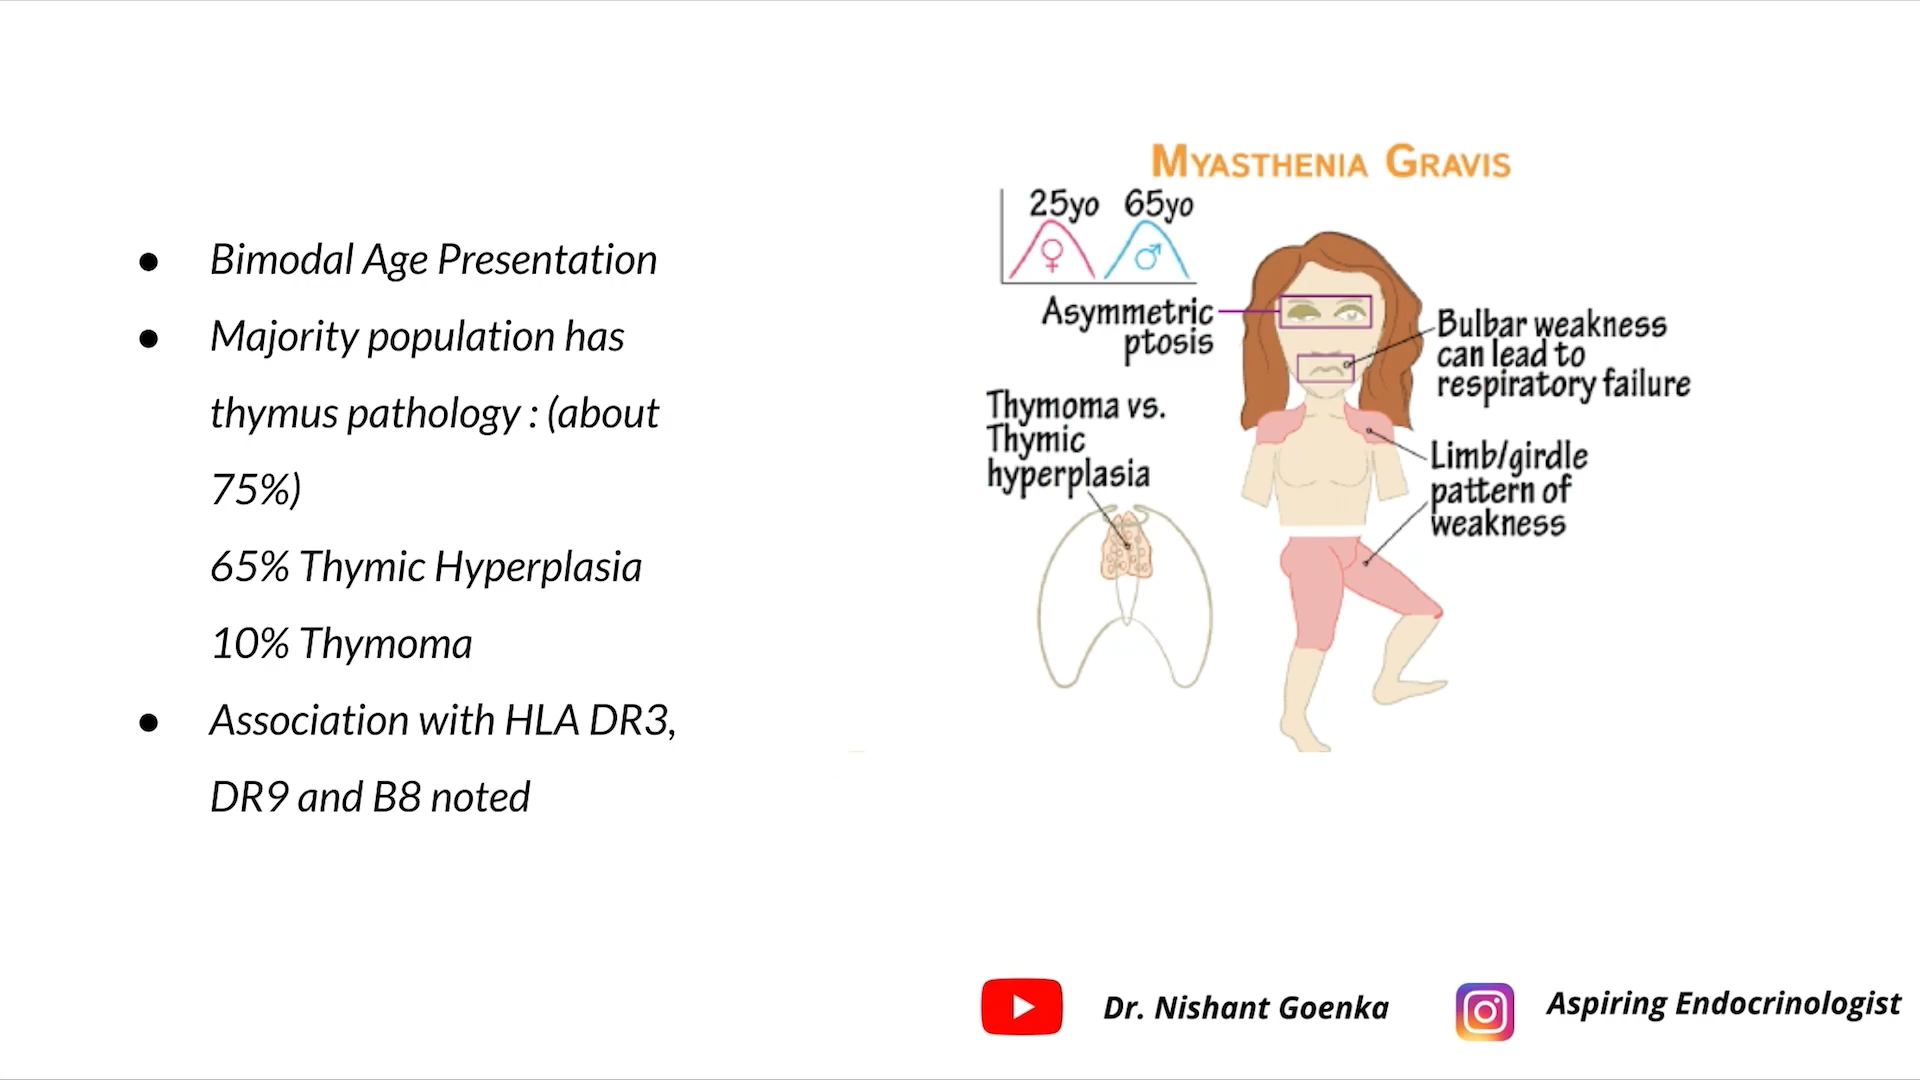 ● Bimodal Age Presentation
● Majority population has
thymus pathology : (about
75%)
65% Thymic Hyperplasia
10% Thymoma
● Association with HLA DR3,
DR9 and B8 noted
MYASTHENIA GRAVIS
25yo 65yo
♀ ♂
Asymmetric
ptosis
Bulbar weakness
can lead to
respiratory failure
Thymoma vs.
Thymic
hyperplasia
Limb/girdle
pattern of
weakness
Dr. Nishant Goenka
Aspiring Endocrinologist